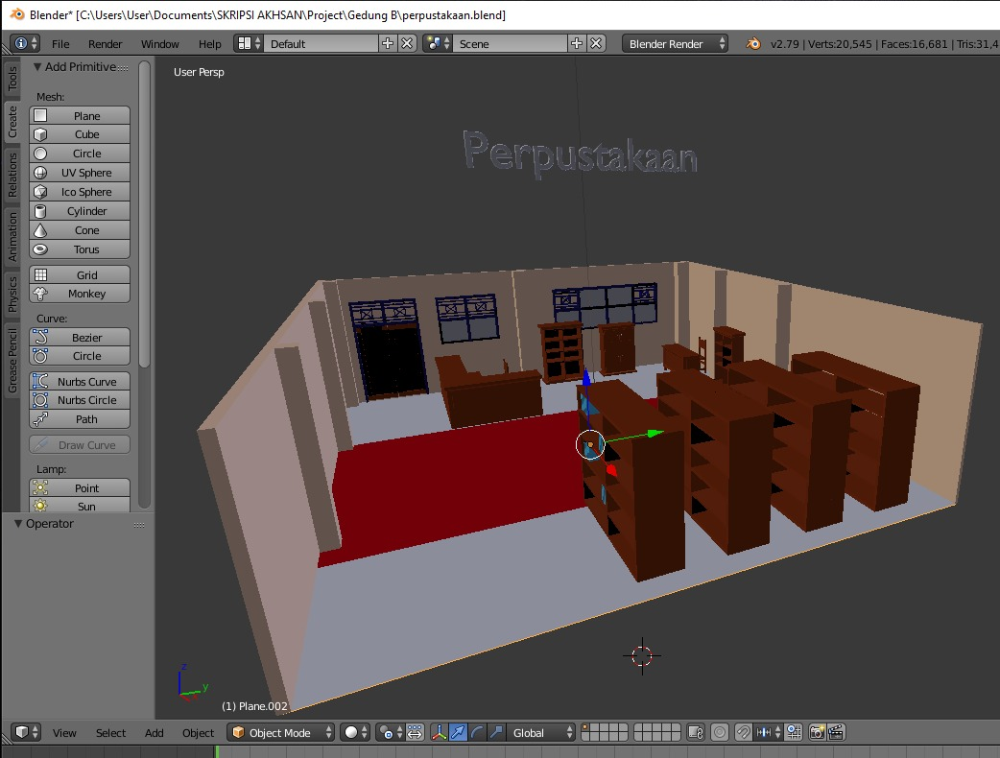 Blender* [C:\Users\User\Documents\SKRIPSI AKHSAN\Project\Gedung B\perpustakaan.blend]
File Render Window Help Default Scene Blender Render v2.79 | Verts:20,545 | Faces:16,681 | Tris:31,4
Tools
Create
Relations
Animation
Physics
Grease Pencil
Add Primitive
Mesh:
Plane
Cube
Circle
UV Sphere
Ico Sphere
Cylinder
Cone
Torus
Grid
Monkey
Curve:
Bezier
Circle
Nurbs Curve
Nurbs Circle
Path
Draw Curve
Lamp:
Point
Sun
Operator
User Persp
Perpustakaan
z
y
(1) Plane.002
View Select Add Object Object Mode Global